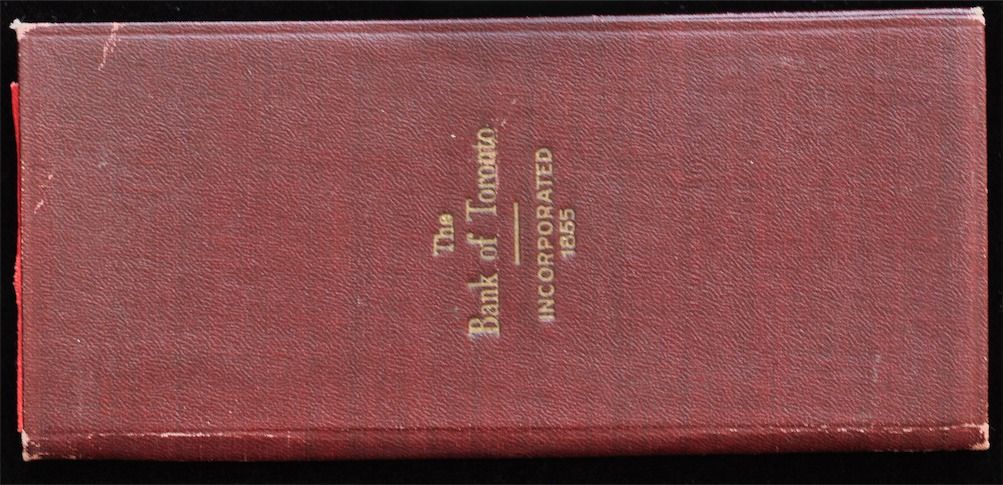 The
Bank of Toronto
INCORPORATED
1855